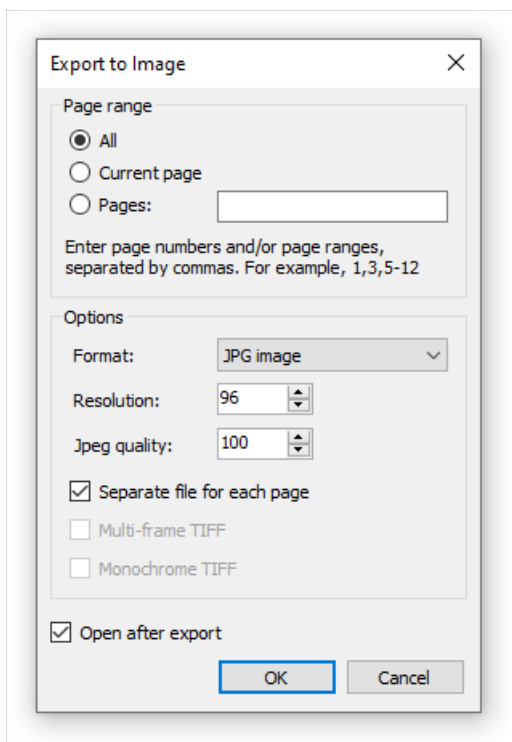 Export to Image
Page range
All
Current page
Pages:
Enter page numbers and/or page ranges,
separated by commas. For example, 1,3,5-12
Options
Format: JPG image
Resolution: 96
Jpeg quality: 100
Separate file for each page
Multi-frame TIFF
Monochrome TIFF
Open after export
OK Cancel